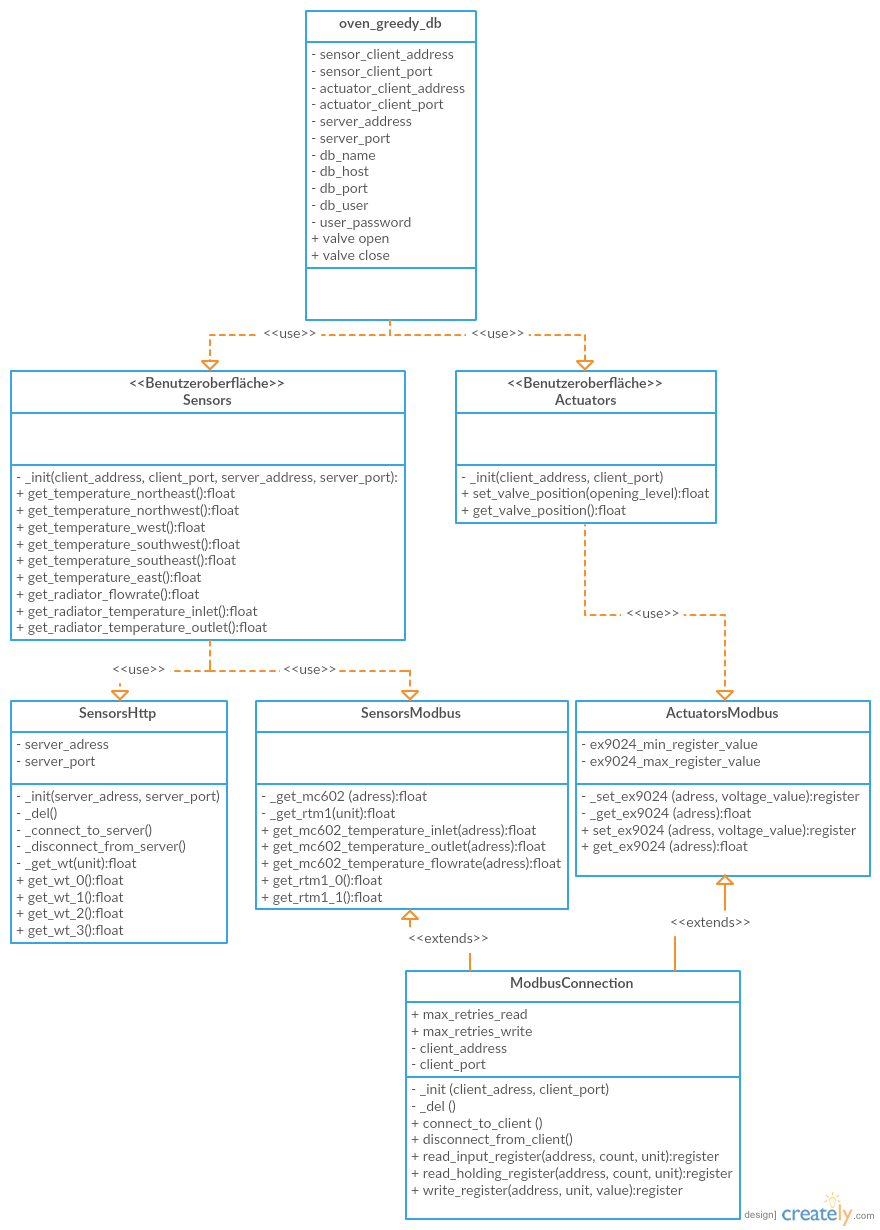 oven_greedy_db
- sensor_client_address
- sensor_client_port
- actuator_client_address
- actuator_client_port
- server_address
- server_port
- db_name
- db_host
- db_port
- db_user
- user_password
+ valve open
+ valve close
<<use>>
<<use>>
<<Benutzeroberfläche>>
Sensors
- _init(client_address, client_port, server_address, server_port):
+ get_temperature_northeast():float
+ get_temperature_northwest():float
+ get_temperature_west():float
+ get_temperature_southwest():float
+ get_temperature_southeast():float
+ get_temperature_east():float
+ get_radiator_flowrate():float
+ get_radiator_temperature_inlet():float
+ get_radiator_temperature_outlet():float
<<Benutzeroberfläche>>
Actuators
- _init(client_address, client_port)
+ set_valve_position(opening_level):float
+ get_valve_position():float
<<use>>
<<use>>
<<use>>
SensorsHttp
- server_adress
- server_port
- _init(server_adress, server_port)
- _del()
- _connect_to_server()
- _disconnect_from_server()
- _get_wt(unit):float
+ get_wt_0():float
+ get_wt_1():float
+ get_wt_2():float
+ get_wt_3():float
SensorsModbus
- _get_mc602 (adress):float
- _get_rtm1(unit):float
+ get_mc602_temperature_inlet(adress):float
+ get_mc602_temperature_outlet(adress):float
+ get_mc602_temperature_flowrate(adress):float
+ get_rtm1_0():float
+ get_rtm1_1():float
ActuatorsModbus
- ex9024_min_register_value
- ex9024_max_register_value
- _set_ex9024 (adress, voltage_value):register
- _get_ex9024 (adress):float
+ set_ex9024 (adress, voltage_value):register
+ get_ex9024 (adress):float
<<extends>>
<<extends>>
ModbusConnection
+ max_retries_read
+ max_retries_write
- client_address
- client_port
- _init (client_adress, client_port)
- _del ()
+ connect_to_client ()
+ disconnect_from_client()
+ read_input_register(address, count, unit):register
+ read_holding_register(address, count, unit):register
+ write_register(address, unit, value):register
design] creately.com